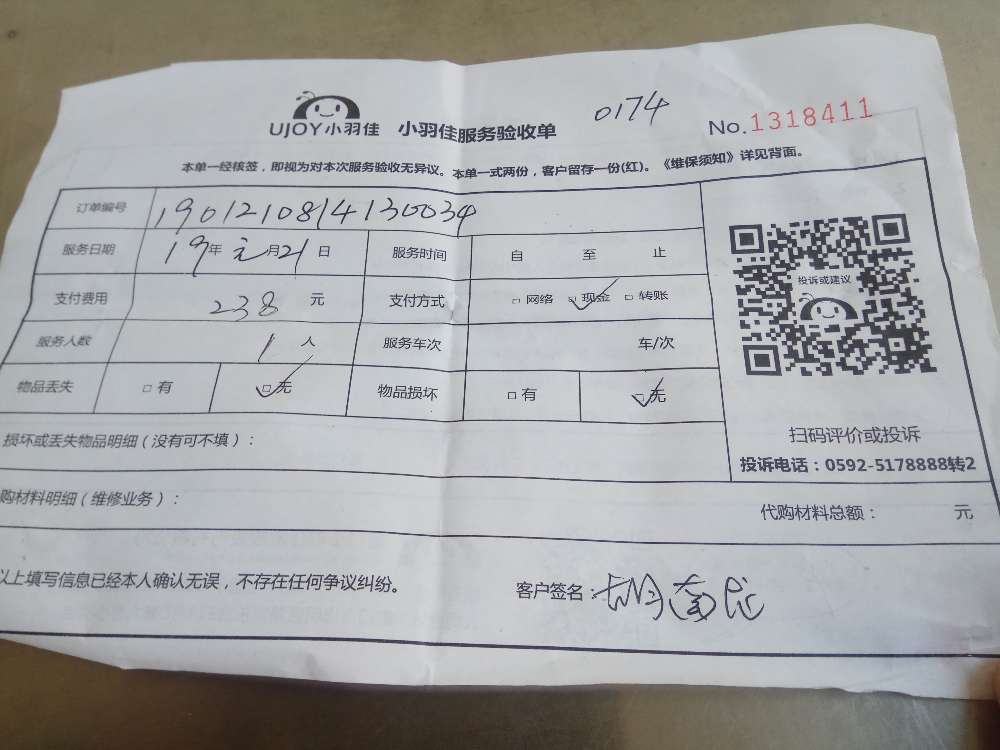 UJOY小羽佳 小羽佳服务验收单 0174 No.1318411
本单一经核签，即视为对本次服务验收无异议。本单一式两份，客户留存一份(红)。《维保须知》详见背面。
订单编号 1901210814130034
服务日期 19年元月21日 服务时间 自 至 止
支付费用 238 元 支付方式 □网络 □现金 □转账
服务人数 1 人 服务车次 车/次
物品丢失 □有 □无 物品损坏 □有 □无
投诉或建议
扫码评价或投诉
投诉电话：0592-5178888转2
损坏或丢失物品明细（没有可不填）：
购材料明细（维修业务）： 代购材料总额： 元
以上填写信息已经本人确认无误，不存在任何争议纠纷。 客户签名：胡南